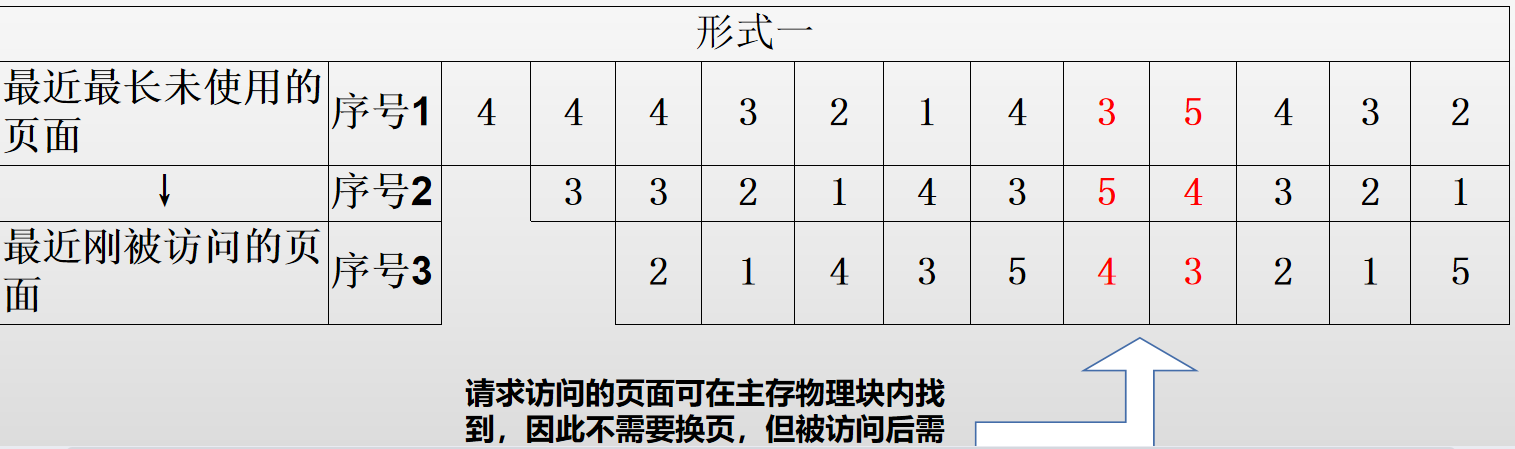 形式一
最近最长未使用的
页面
序号1 4 4 4 3 2 1 4 3 5 4 3 2
↓ 序号2 3 3 2 1 4 3 5 4 3 2 1
最近刚被访问的页
面
序号3 2 1 4 3 5 4 3 2 1 5
请求访问的页面可在主存物理块内找
到，因此不需要换页，但被访问后需